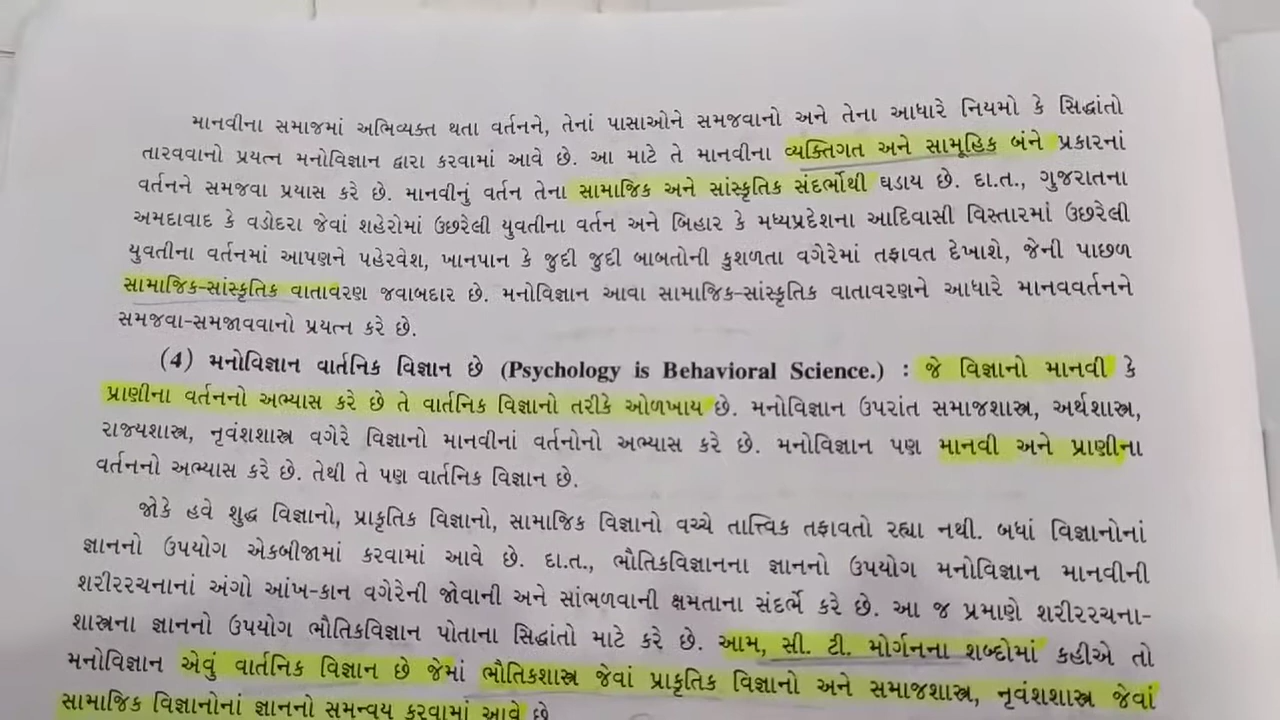 માનવીના સમાજમાં અભિવ્યક્ત થતા વર્તનને, તેનાં પાસાઓને સમજવાનો અને તેના આધારે નિયમો કે સિદ્ધાંતો
તારવવાનો પ્રયત્ન મનોવિજ્ઞાન દ્વારા કરવામાં આવે છે. આ માટે તે માનવીના વ્યક્તિગત અને સામૂહિક બંને પ્રકારનાં
વર્તનને સમજવા પ્રયાસ કરે છે. માનવીનું વર્તન તેના સામાજિક અને સાંસ્કૃતિક સંદર્ભોથી ઘડાય છે. દા.ત., ગુજરાતના
અમદાવાદ કે વડોદરા જેવાં શહેરોમાં ઉછરેલી યુવતીના વર્તન અને બિહાર કે મધ્યપ્રદેશના આદિવાસી વિસ્તારમાં ઉછરેલી
યુવતીના વર્તનમાં આપણને પહેરવેશ, ખાનપાન કે જુદી જુદી બાબતોની કુશળતા વગેરેમાં તફાવત દેખાશે, જેની પાછળ
સામાજિક-સાંસ્કૃતિક વાતાવરણ જવાબદાર છે. મનોવિજ્ઞાન આવા સામાજિક-સાંસ્કૃતિક વાતાવરણને આધારે માનવવર્તનને
સમજવા-સમજાવવાનો પ્રયત્ન કરે છે.
(4) મનોવિજ્ઞાન વાર્તનિક વિજ્ઞાન છે (Psychology is Behavioral Science.) : જે વિજ્ઞાનો માનવી કે
પ્રાણીના વર્તનનો અભ્યાસ કરે છે તે વાર્તનિક વિજ્ઞાનો તરીકે ઓળખાય છે. મનોવિજ્ઞાન ઉપરાંત સમાજશાસ્ત્ર, અર્થશાસ્ત્ર,
રાજ્યશાસ્ત્ર, નૃવંશશાસ્ત્ર વગેરે વિજ્ઞાનો માનવીનાં વર્તનોનો અભ્યાસ કરે છે. મનોવિજ્ઞાન પણ માનવી અને પ્રાણીના
વર્તનનો અભ્યાસ કરે છે. તેથી તે પણ વાર્તનિક વિજ્ઞાન છે.
જોકે હવે શુદ્ધ વિજ્ઞાનો, પ્રાકૃતિક વિજ્ઞાનો, સામાજિક વિજ્ઞાનો વચ્ચે તાત્ત્વિક તફાવતો રહ્યા નથી. બધાં વિજ્ઞાનોનાં
જ્ઞાનનો ઉપયોગ એકબીજામાં કરવામાં આવે છે. દા.ત., ભૌતિકવિજ્ઞાનના જ્ઞાનનો ઉપયોગ મનોવિજ્ઞાન માનવીની
શરીરરચનાનાં અંગો આંખ-કાન વગેરેની જોવાની અને સાંભળવાની ક્ષમતાના સંદર્ભે કરે છે. આ જ પ્રમાણે શરીરરચના-
શાસ્ત્રના જ્ઞાનનો ઉપયોગ ભૌતિકવિજ્ઞાન પોતાના સિદ્ધાંતો માટે કરે છે. આમ, સી. ટી. મોર્ગનના શબ્દોમાં કહીએ તો
મનોવિજ્ઞાન એવું વાર્તનિક વિજ્ઞાન છે જેમાં ભૌતિકશાસ્ત્ર જેવાં પ્રાકૃતિક વિજ્ઞાનો અને સમાજશાસ્ત્ર, નૃવંશશાસ્ત્ર જેવાં
સામાજિક વિજ્ઞાનોનાં જ્ઞાનનો સમન્વય કરવામાં આવે છે